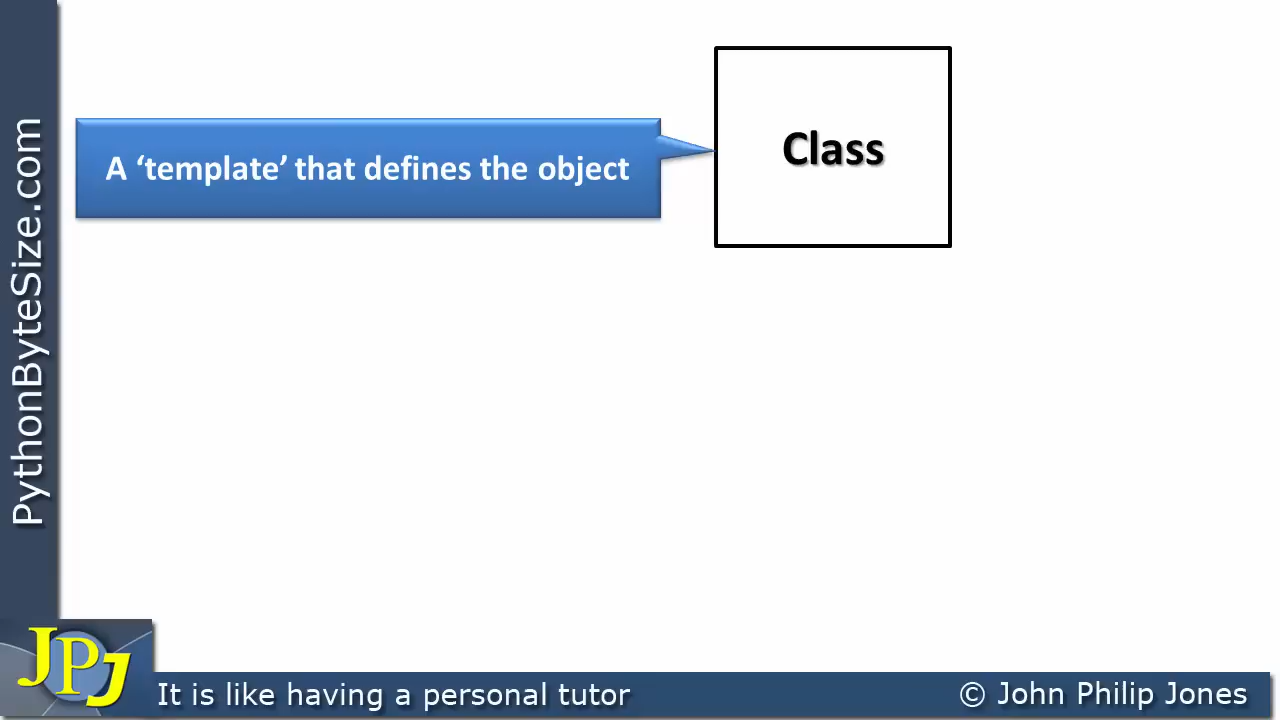 A ‘template’ that defines the object
Class
PythonByteSize.com
JPJ
It is like having a personal tutor
© John Philip Jones